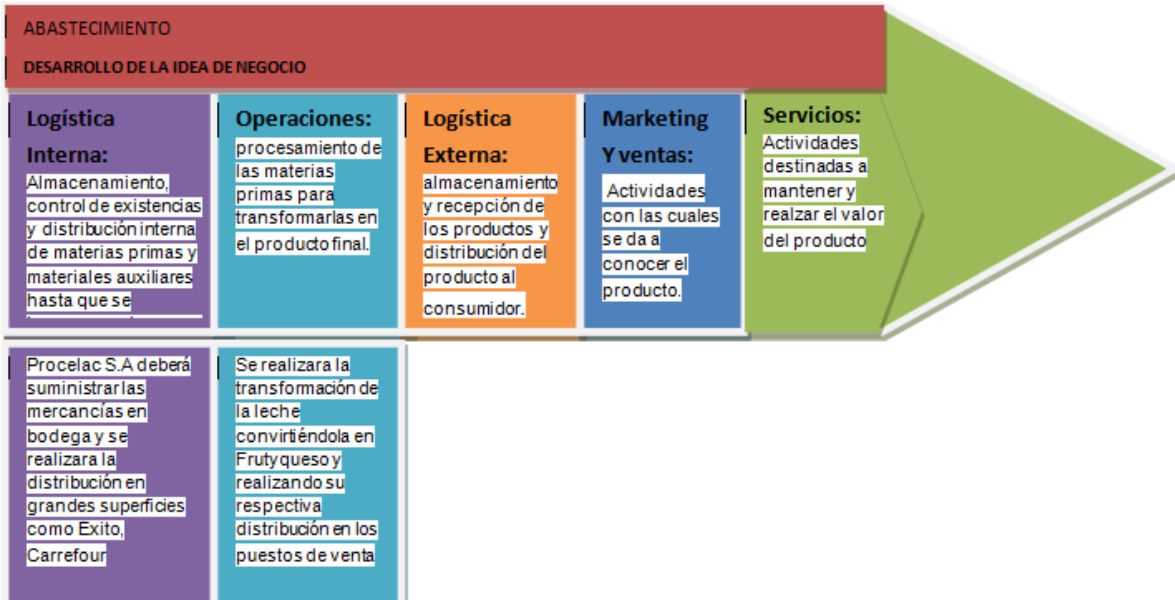 ABASTECIMIENTO
DESARROLLO DE LA IDEA DE NEGOCIO
Logística
Interna:
Almacenamiento,
control de existencias
y distribución interna
de materias primas y
materiales auxiliares
hasta que se
Operaciones:
procesamiento de
las materias
primas para
transformarlas en
el producto final.
Logística
Externa:
almacenamiento
y recepción de
los productos y
distribución del
producto al
consumidor.
Marketing
Y ventas:
Actividades
con las cuales
se da a
conocer el
producto.
Servicios:
Actividades
destinadas a
mantener y
realzar el valor
del producto
Procelac S.A deberá
suministrar las
mercancías en
bodega y se
realizara la
distribución en
grandes superficies
como Exito,
Carrefour
Se realizara la
transformación de
la leche
convirtiéndola en
Frutyqueso y
realizando su
respectiva
distribución en los
puestos de venta